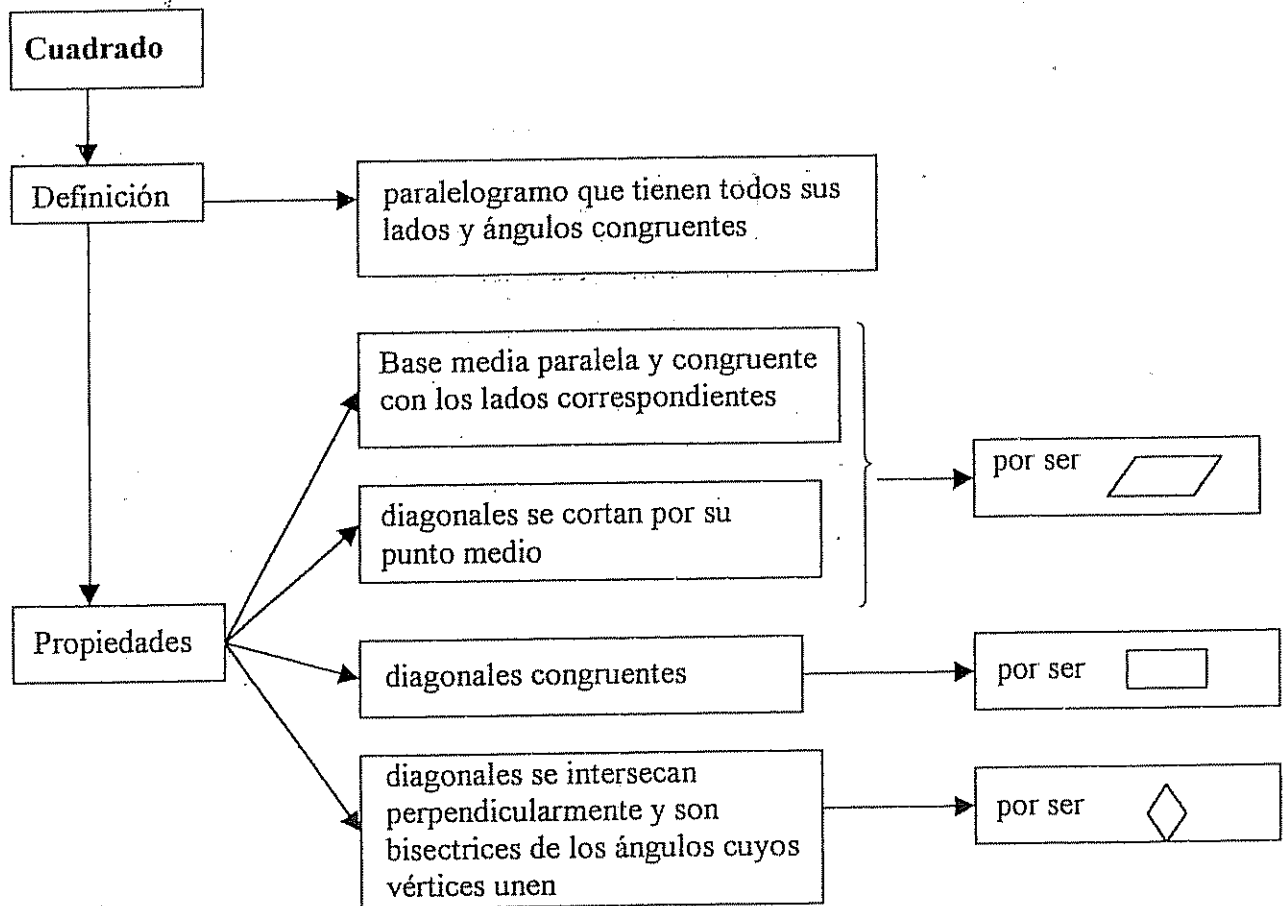 Cuadrado
Definición
paralelogramo que tienen todos sus
lados y ángulos congruentes
Base media paralela y congruente
con los lados correspondientes
por ser
diagonales se cortan por su
punto medio
Propiedades
diagonales congruentes
por ser
diagonales se intersecan
perpendicularmente y son
bisectrices de los ángulos cuyos
vértices unen
por ser